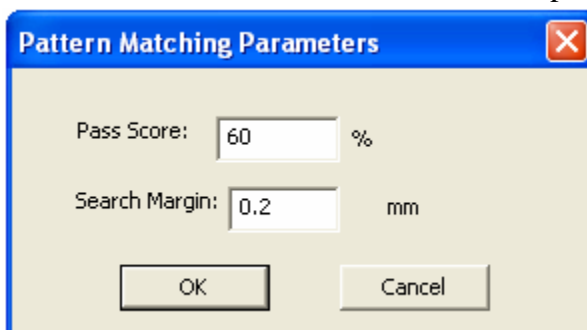 Pattern Matching Parameters
Pass Score: 60 %
Search Margin: 0.2 mm
OK Cancel